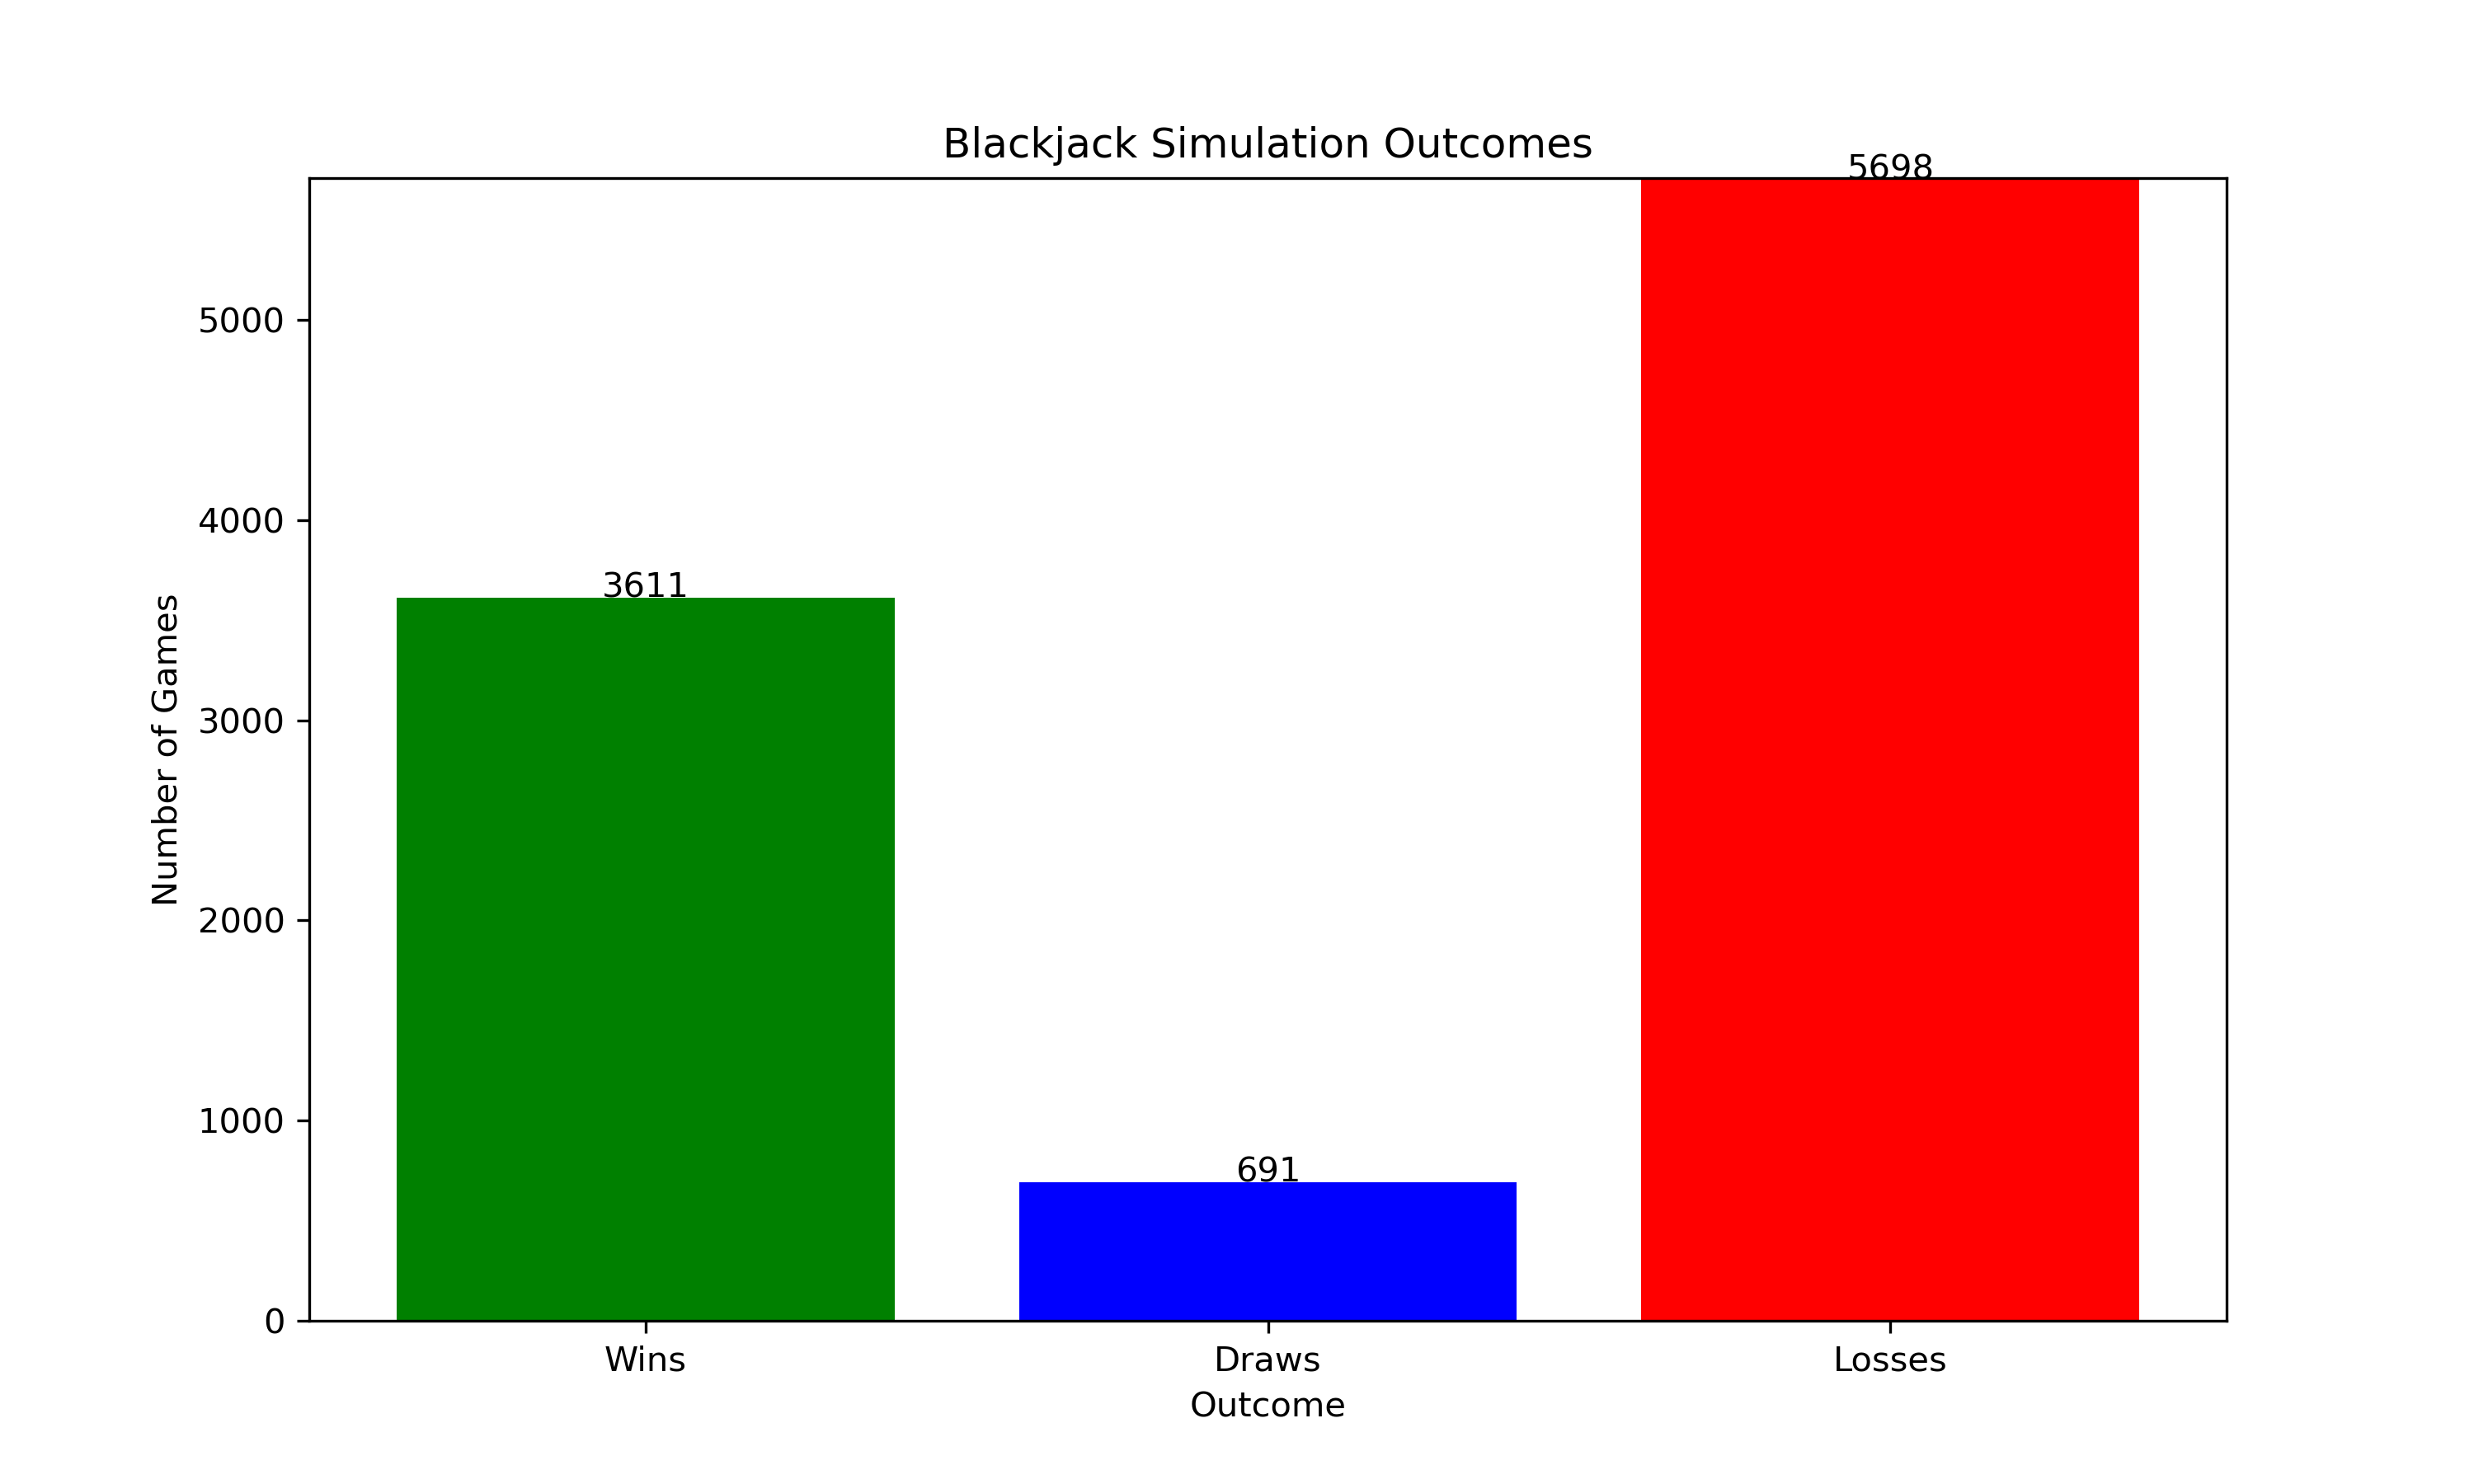 Blackjack Simulation Outcomes
5698
5000
4000
3611
3000
2000
1000
691
0
Number of Games
Wins
Draws
Losses
Outcome